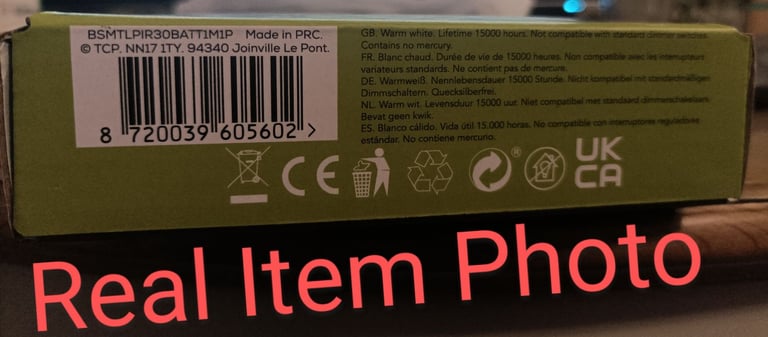 BSMTLPIR30BATT1M1P Made in PRC.
© TCP. NN17 1TY. 94340 Joinville Le Pont.
8 720039 605602 >
GB: Warm white. Lifetime 15000 hours. Not compatible with standard dimmer switches.
Contains no mercury.
FR: Blanc chaud. Durée de vie de 15000 heures. Non compatible avec les interrupteurs
variateurs standards. Ne contient pas de mercure.
DE: Warmweiß. Nennlebensdauer 15000 Stunde. Nicht kompatibel mit standardmäßigen
Dimmschaltern. Quecksilberfrei.
NL: Warm wit. Levensduur 15000 uur. Niet compatibel met standaard dimmerschakelaars.
Bevat geen kwik.
ES: Blanco cálido. Vida útil 15.000 horas. No compatible con interruptores reguladores
estándar. No contiene mercurio.
CE
®
UK
CA
Real Item Photo